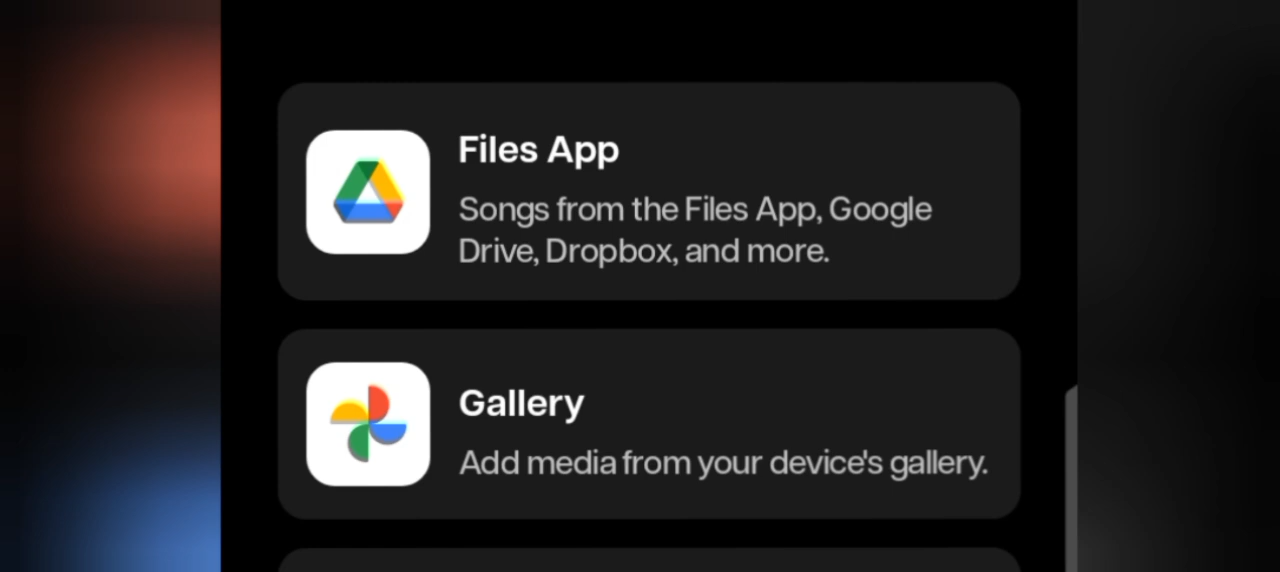 Files App
Songs from the Files App, Google
Drive, Dropbox, and more.
Gallery
Add media from your device's gallery.